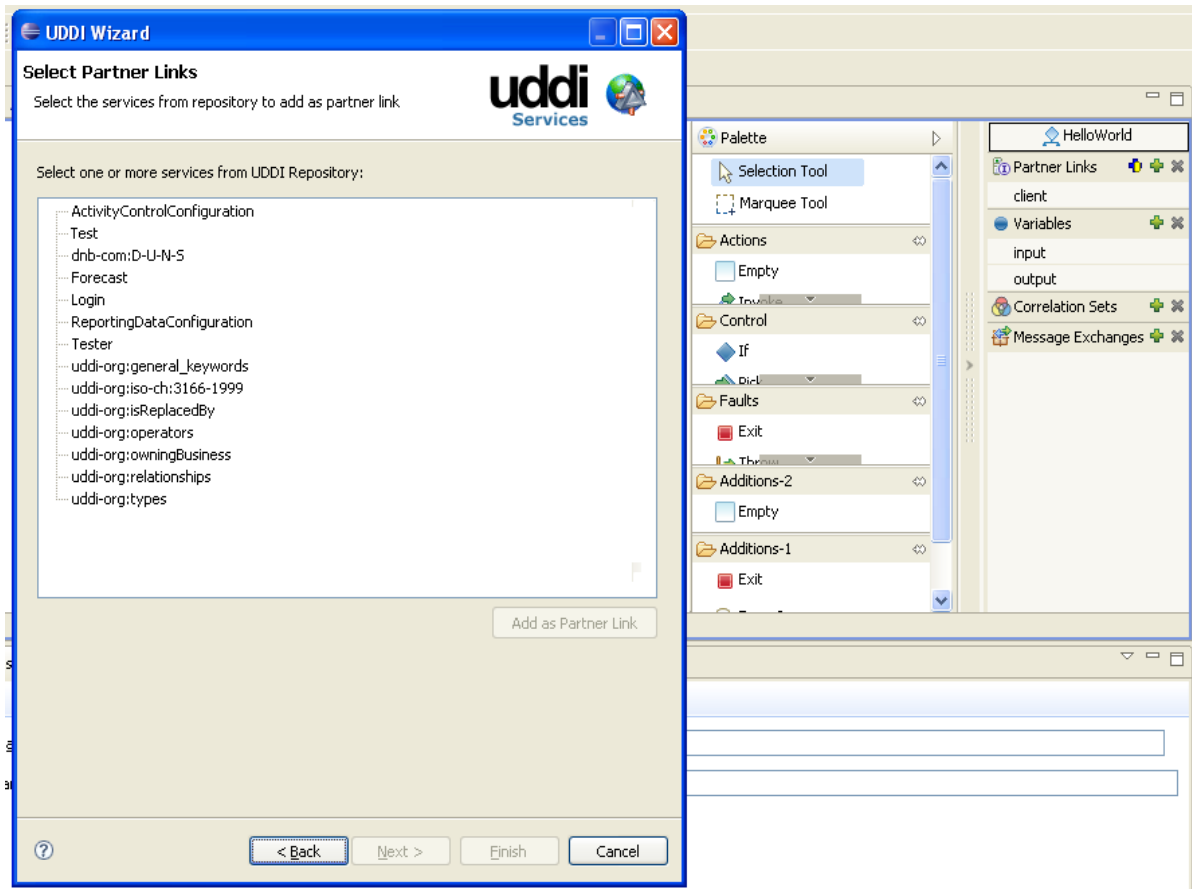 UDDI Wizard
Select Partner Links
Select the services from repository to add as partner link
uddi
Services
Select one or more services from UDDI Repository:
ActivityControlConfiguration
Test
dnb-com:D-U-N-S
Forecast
Login
ReportingDataConfiguration
Tester
uddi-org:general_keywords
uddi-org:iso-ch:3166-1999
uddi-org:isReplacedBy
uddi-org:operators
uddi-org:owningBusiness
uddi-org:relationships
uddi-org:types
Add as Partner Link
< Back
Next >
Finish
Cancel
Palette
Selection Tool
Marquee Tool
Actions
Empty
Invoke
Control
If
Pick
Faults
Exit
Throw
Additions-2
Empty
Additions-1
Exit
HelloWorld
Partner Links
client
Variables
input
output
Correlation Sets
Message Exchanges